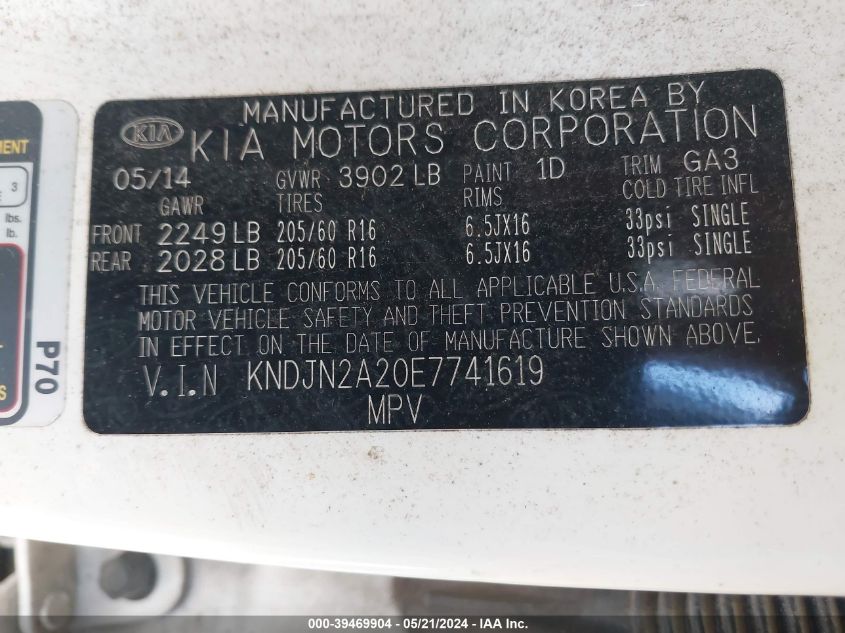 MANUFACTURED IN KOREA BY
KIA KIA MOTORS CORPORATION
05/14 GVWR 3902 LB PAINT 1D TRIM GA3
GAWR TIRES RIMS COLD TIRE INFL
FRONT 2249 LB 205/60 R16 6.5JX16 33psi SINGLE
REAR 2028 LB 205/60 R16 6.5JX16 33psi SINGLE
THIS VEHICLE CONFORMS TO ALL APPLICABLE U.S.A. FEDERAL
MOTOR VEHICLE SAFETY AND THEFT PREVENTION STANDARDS
IN EFFECT ON THE DATE OF MANUFACTURE SHOWN ABOVE.
V.I.N KNDJN2A20E7741619
MPV
3
lbs.
lb.
P70
000-39469904 - 05/21/2024 - IAA Inc.